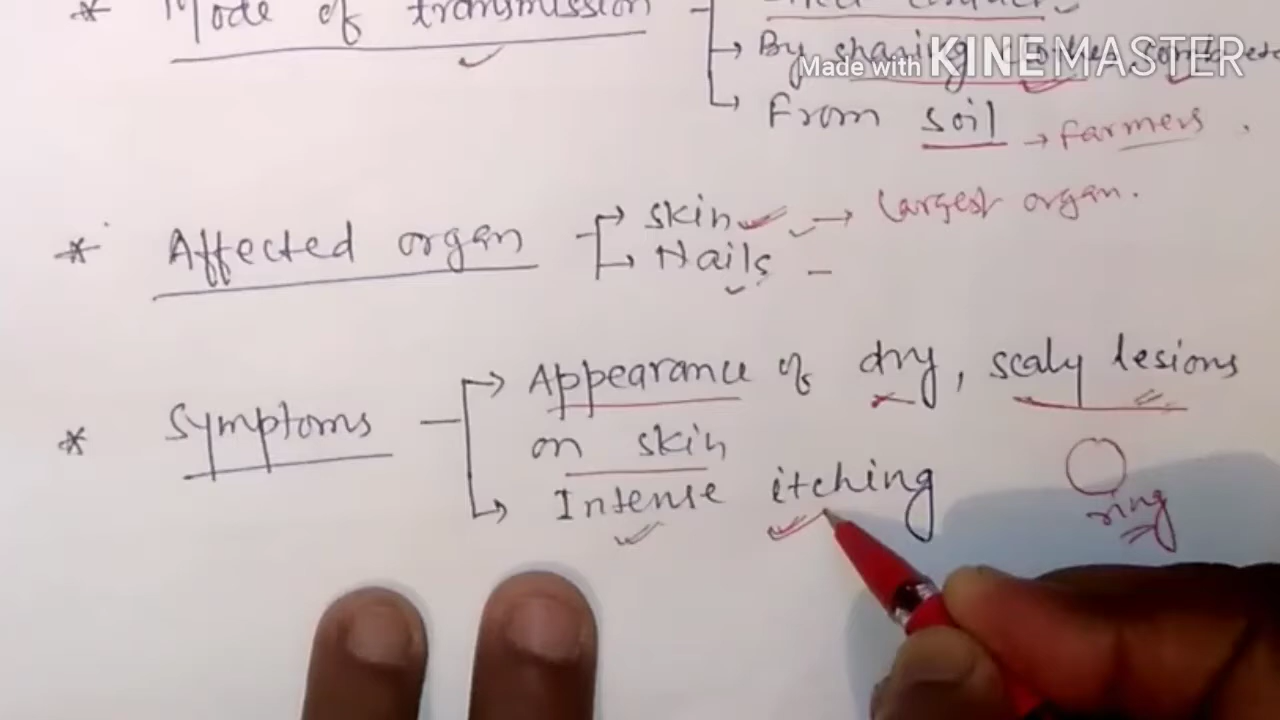 * Mode of transmission
→ By sharing clothes,
Made with KINEMASTER
→ From soil → farmers
* Affected organ → skin → largest organ.
→ Nails –
* Symptoms → Appearance of dry, scaly lesions
on skin
→ Intense itching
ring